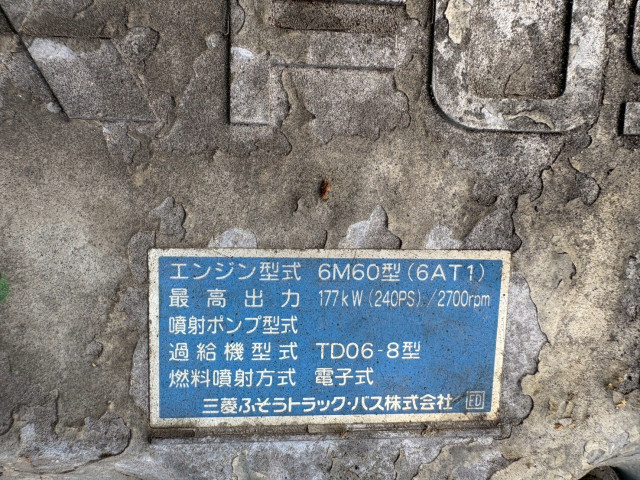 エンジン型式 6M60型(6AT1)
最高出力 177kW(240PS)/2700rpm
噴射ポンプ型式
過給機型式 TD06-8型
燃料噴射方式 電子式
三菱ふそうトラック・バス株式会社 ED